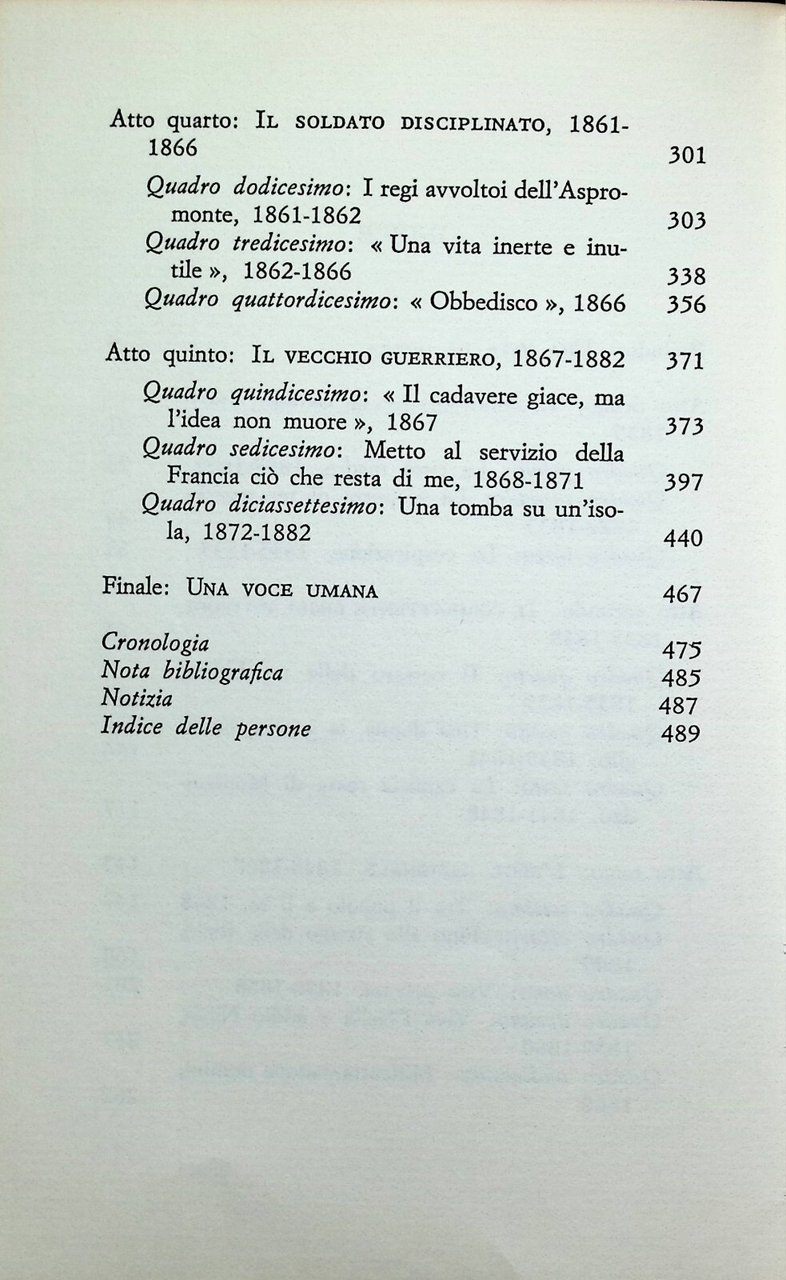 Atto quarto: Il soldato disciplinato, 1861-
1866 301
Quadro dodicesimo: I regi avvoltoi dell'Aspro-
monte, 1861-1862 303
Quadro tredicesimo: « Una vita inerte e inu-
tile », 1862-1866 338
Quadro quattordicesimo: « Obbedisco », 1866 356
Atto quinto: Il vecchio guerriero, 1867-1882 371
Quadro quindicesimo: « Il cadavere giace, ma
l'idea non muore », 1867 373
Quadro sedicesimo: Metto al servizio della
Francia ciò che resta di me, 1868-1871 397
Quadro diciassettesimo: Una tomba su un'iso-
la, 1872-1882 440
Finale: Una voce umana 467
Cronologia 475
Nota bibliografica 485
Notizia 487
Indice delle persone 489